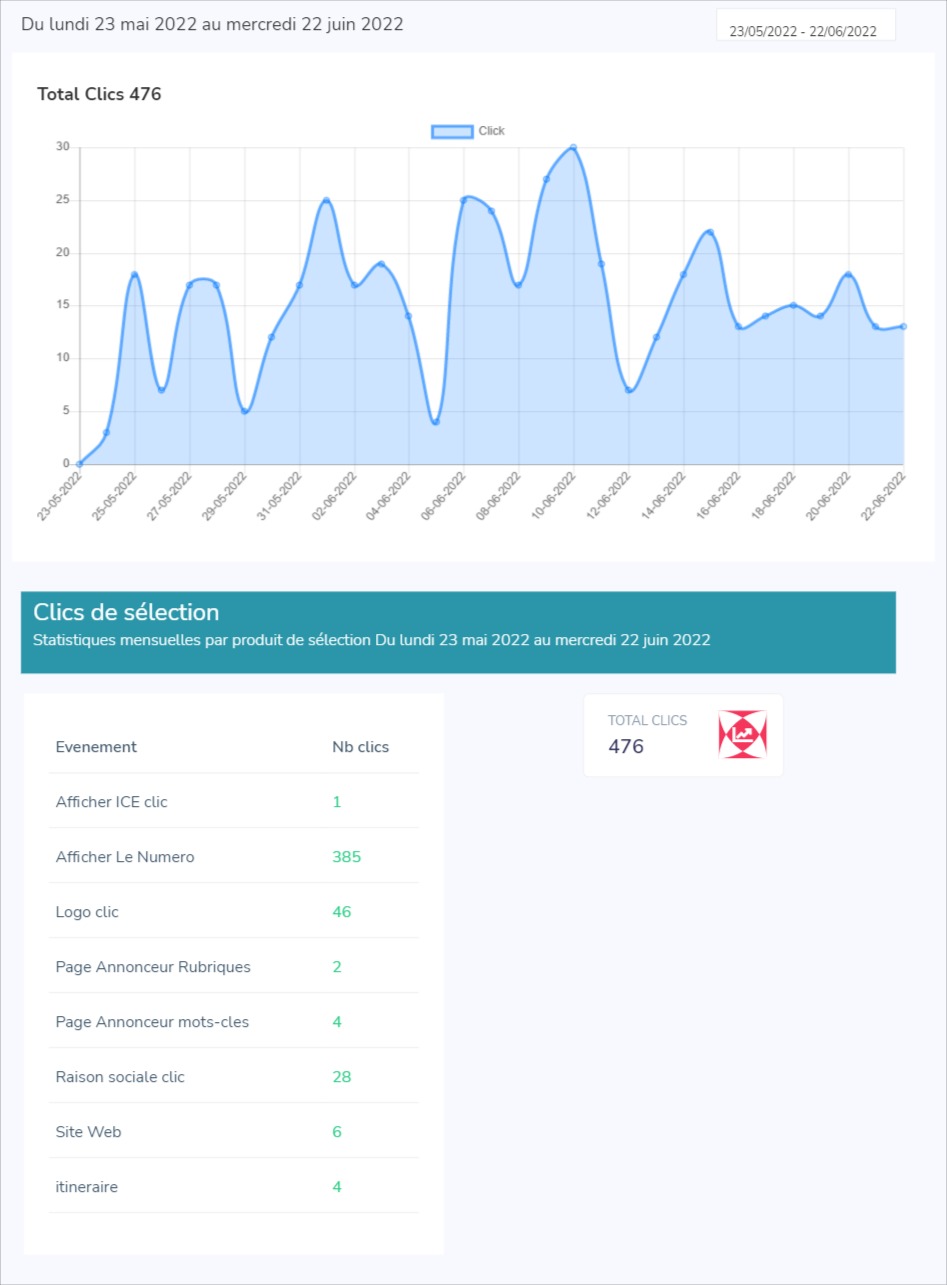 Du lundi 23 mai 2022 au mercredi 22 juin 2022
23/05/2022 - 22/06/2022
Total Clics 476
Click
30
25
20
15
10
5
0
23-05-2022 25-05-2022 27-05-2022 29-05-2022 31-05-2022 02-06-2022 04-06-2022 06-06-2022 08-06-2022 10-06-2022 12-06-2022 14-06-2022 16-06-2022 18-06-2022 20-06-2022 22-06-2022
Clics de sélection
Statistiques mensuelles par produit de sélection Du lundi 23 mai 2022 au mercredi 22 juin 2022
TOTAL CLICS
476
Evenement Nb clics
Afficher ICE clic 1
Afficher Le Numero 385
Logo clic 46
Page Annonceur Rubriques 2
Page Annonceur mots-cles 4
Raison sociale clic 28
Site Web 6
itineraire 4